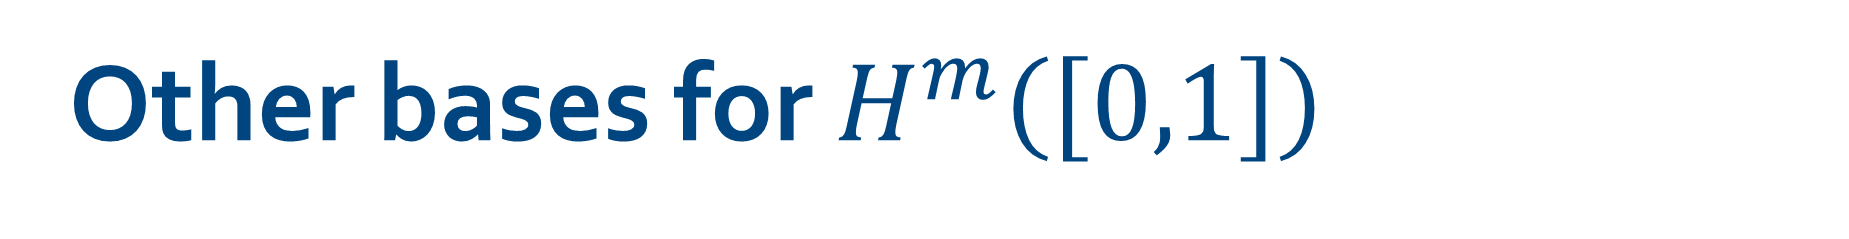 Other bases for $H^m([0,1])$